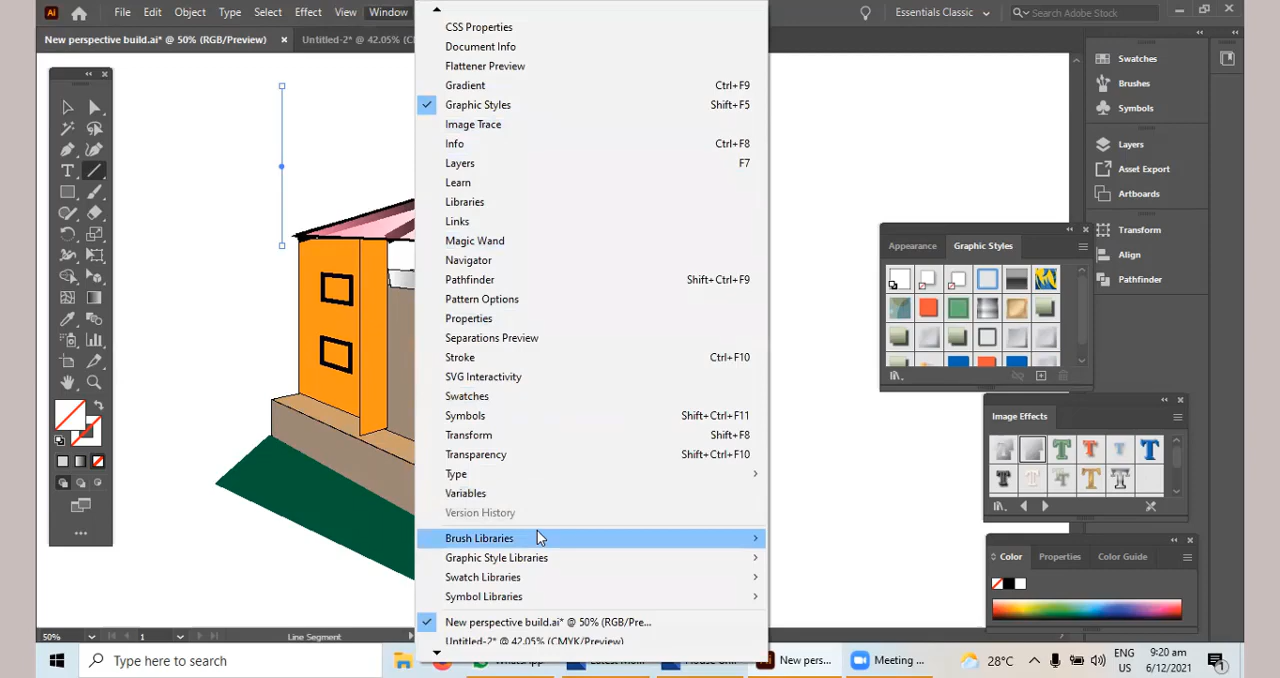 Ai
File Edit Object Type Select Effect View Window
Essentials Classic
Search Adobe Stock
New perspective build.ai* @ 50% (RGB/Preview) ×
Untitled-2* @ 42.05% (C
CSS Properties
Document Info
Flattener Preview
Gradient Ctrl+F9
Graphic Styles Shift+F5
Image Trace
Info Ctrl+F8
Layers F7
Learn
Libraries
Links
Magic Wand
Navigator
Pathfinder Shift+Ctrl+F9
Pattern Options
Properties
Separations Preview
Stroke Ctrl+F10
SVG Interactivity
Swatches
Symbols Shift+Ctrl+F11
Transform Shift+F8
Transparency Shift+Ctrl+F10
Type
Variables
Version History
Brush Libraries
Graphic Style Libraries
Swatch Libraries
Symbol Libraries
New perspective build.ai* @ 50% (RGB/Pre...
Untitled-2* @ 42.05% (CMYK/Preview)
Swatches
Brushes
Symbols
Layers
Asset Export
Artboards
Transform
Align
Pathfinder
Appearance Graphic Styles
Image Effects
Color Properties Color Guide
50% 1 Line Segment
Type here to search
WhatsApp
New pers...
Meeting ...
28°C
ENG
US
9:20 am
6/12/2021
1